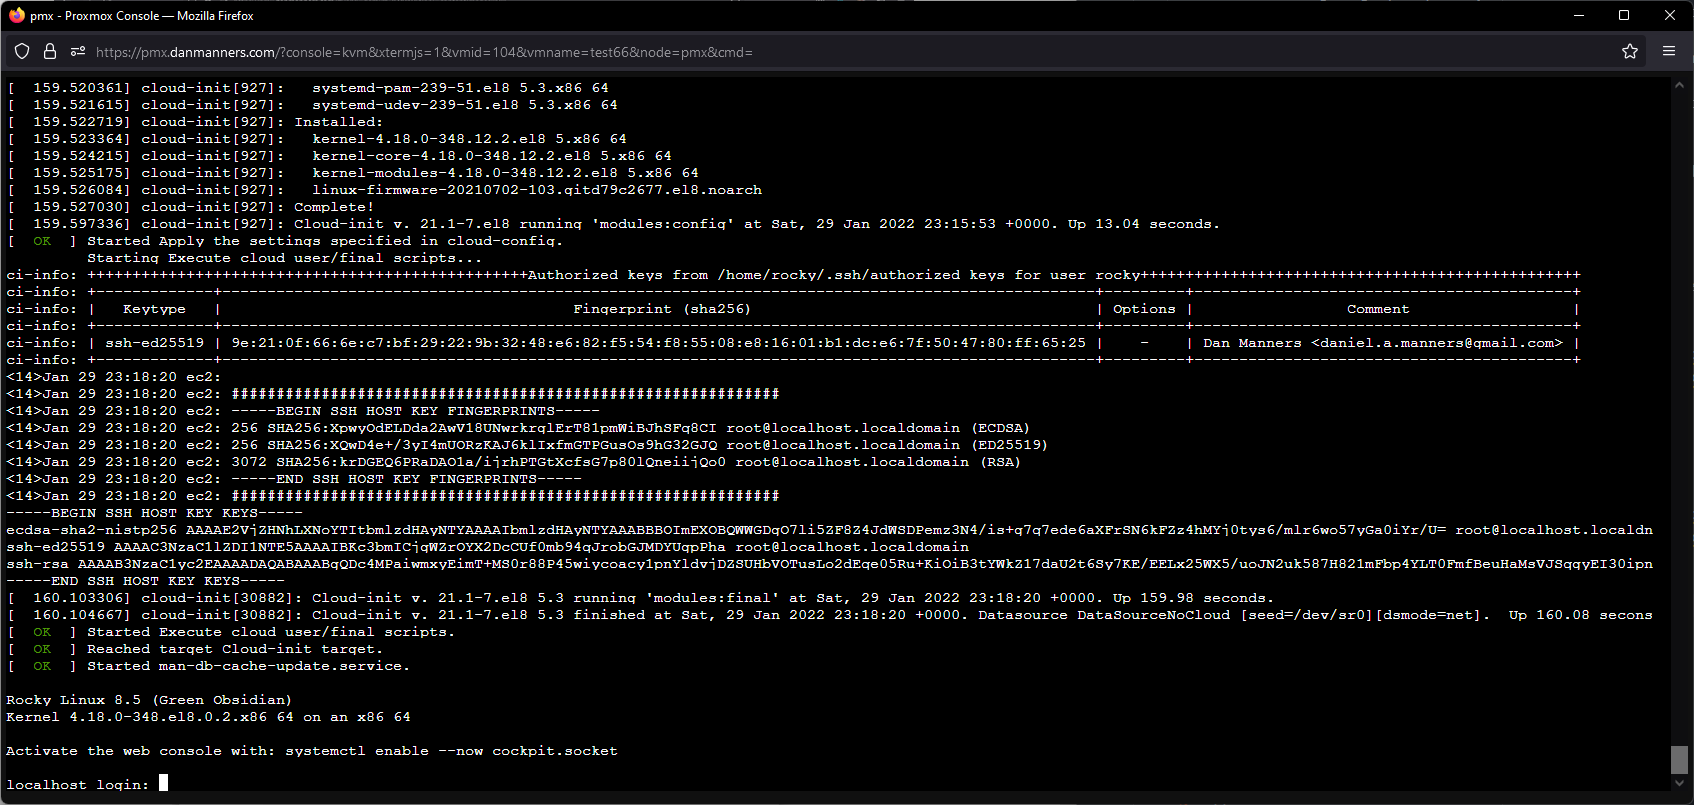 pmx - Proxmox Console — Mozilla Firefox
https://pmx.danmanners.com/?console=kvm&xtermjs=1&vmid=104&vmname=test66&node=pmx&cmd=
[  159.520361] cloud-init[927]:   systemd-pam-239-51.el8 5.3.x86 64
[  159.521615] cloud-init[927]:   systemd-udev-239-51.el8 5.3.x86 64
[  159.522719] cloud-init[927]: Installed:
[  159.523364] cloud-init[927]:   kernel-4.18.0-348.12.2.el8 5.x86 64
[  159.524215] cloud-init[927]:   kernel-core-4.18.0-348.12.2.el8 5.x86 64
[  159.525175] cloud-init[927]:   kernel-modules-4.18.0-348.12.2.el8 5.x86 64
[  159.526084] cloud-init[927]:   linux-firmware-20210702-103.gitd79c2677.el8.noarch
[  159.527030] cloud-init[927]: Complete!
[  159.597336] cloud-init[927]: Cloud-init v. 21.1-7.el8 running 'modules:config' at Sat, 29 Jan 2022 23:15:53 +0000. Up 13.04 seconds.
[  OK  ] Started Apply the settings specified in cloud-config.
         Starting Execute cloud user/final scripts...
ci-info: +++++++++++++++++++++++++++++++++++++++++++++++++Authorized keys from /home/rocky/.ssh/authorized keys for user rocky+++++++++++++++++++++++++++++++++++++++++++++++++
ci-info: +-------------+-------------------------------------------------------------------------------------------------+---------+------------------------------------------+
ci-info: |   Keytype   |                                       Fingerprint (sha256)                                      | Options |                 Comment                  |
ci-info: +-------------+-------------------------------------------------------------------------------------------------+---------+------------------------------------------+
ci-info: | ssh-ed25519 | 9e:21:0f:66:6e:c7:bf:29:22:9b:32:48:e6:82:f5:54:f8:55:08:e8:16:01:b1:dc:e6:7f:50:47:80:ff:65:25 |    -    | Dan Manners <daniel.a.manners@gmail.com> |
ci-info: +-------------+-------------------------------------------------------------------------------------------------+---------+------------------------------------------+
<14>Jan 29 23:18:20 ec2:
<14>Jan 29 23:18:20 ec2: #############################################################
<14>Jan 29 23:18:20 ec2: -----BEGIN SSH HOST KEY FINGERPRINTS-----
<14>Jan 29 23:18:20 ec2: 256 SHA256:XpwyOdELDda2AwV18UNwrkrqlErT81pmWiBJhSFq8CI root@localhost.localdomain (ECDSA)
<14>Jan 29 23:18:20 ec2: 256 SHA256:XQwD4e+/3yI4mUORzKAJ6klIxfmGTPGusOs9hG32GJQ root@localhost.localdomain (ED25519)
<14>Jan 29 23:18:20 ec2: 3072 SHA256:krDGEQ6PRaDAO1a/ijrhPTGtXcfsG7p80lQneiijQo0 root@localhost.localdomain (RSA)
<14>Jan 29 23:18:20 ec2: -----END SSH HOST KEY FINGERPRINTS-----
<14>Jan 29 23:18:20 ec2: #############################################################
-----BEGIN SSH HOST KEY KEYS-----
ecdsa-sha2-nistp256 AAAAE2VjZHNhLXNoYTItbmlzdHAyNTYAAAAIbmlzdHAyNTYAAABBBOImEXOBQWWGDqO7li5ZF8Z4JdWSDPemz3N4/is+g7q7ede6aXFrSN6kFZz4hMYj0tys6/mlr6wo57yGa0iYr/U= root@localhost.localdn
ssh-ed25519 AAAAC3NzaC1lZDI1NTE5AAAAIBKc3bmICjqWZrOYX2DcCUf0mb94qJrobGJMDYUqpPha root@localhost.localdomain
ssh-rsa AAAAB3NzaC1yc2EAAAADAQABAAABgQDc4MPaiwmxyEimT+MS0r88P45wiycoacy1pnYldvjDZSUHbVOTusLo2dEqe05Ru+KiOiB3tYWkZ17daU2t6Sy7KE/EELx25WX5/uoJN2uk587H821mFbp4YLT0FmfBeuHaMsVJSqgyEI30ipn
-----END SSH HOST KEY KEYS-----
[  160.103306] cloud-init[30882]: Cloud-init v. 21.1-7.el8 5.3 running 'modules:final' at Sat, 29 Jan 2022 23:18:20 +0000. Up 159.98 seconds.
[  160.104667] cloud-init[30882]: Cloud-init v. 21.1-7.el8 5.3 finished at Sat, 29 Jan 2022 23:18:20 +0000. Datasource DataSourceNoCloud [seed=/dev/sr0][dsmode=net].  Up 160.08 secons
[  OK  ] Started Execute cloud user/final scripts.
[  OK  ] Reached target Cloud-init target.
[  OK  ] Started man-db-cache-update.service.
Rocky Linux 8.5 (Green Obsidian)
Kernel 4.18.0-348.el8.0.2.x86 64 on an x86 64
Activate the web console with: systemctl enable --now cockpit.socket
localhost login: